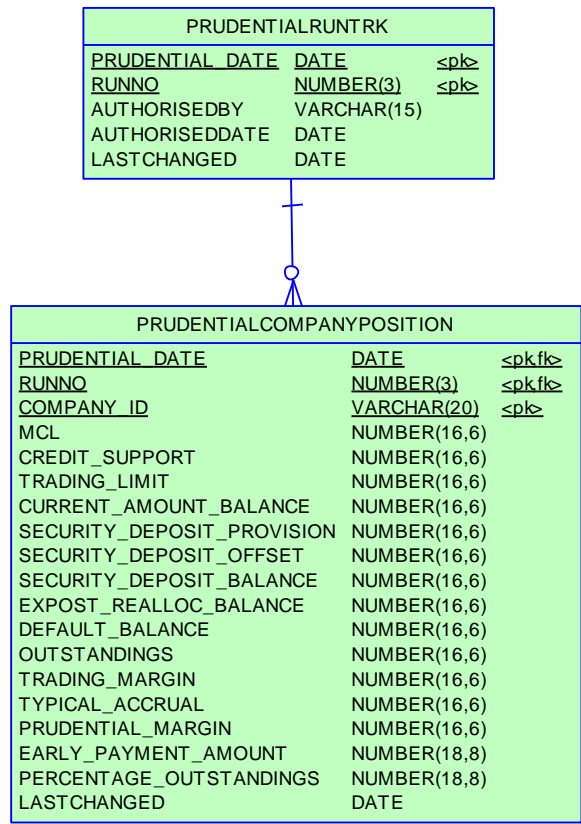 PRUDENTIALRUNTRK
PRUDENTIAL_DATE DATE <pk>
RUNNO NUMBER(3) <pk>
AUTHORISEDBY VARCHAR(15)
AUTHORISEDDATE DATE
LASTCHANGED DATE
PRUDENTIALCOMPANYPOSITION
PRUDENTIAL_DATE DATE <pk,fk>
RUNNO NUMBER(3) <pk,fk>
COMPANY_ID VARCHAR(20) <pk>
MCL NUMBER(16,6)
CREDIT_SUPPORT NUMBER(16,6)
TRADING_LIMIT NUMBER(16,6)
CURRENT_AMOUNT_BALANCE NUMBER(16,6)
SECURITY_DEPOSIT_PROVISION NUMBER(16,6)
SECURITY_DEPOSIT_OFFSET NUMBER(16,6)
SECURITY_DEPOSIT_BALANCE NUMBER(16,6)
EXPOST_REALLOC_BALANCE NUMBER(16,6)
DEFAULT_BALANCE NUMBER(16,6)
OUTSTANDINGS NUMBER(16,6)
TRADING_MARGIN NUMBER(16,6)
TYPICAL_ACCRUAL NUMBER(16,6)
PRUDENTIAL_MARGIN NUMBER(16,6)
EARLY_PAYMENT_AMOUNT NUMBER(18,8)
PERCENTAGE_OUTSTANDINGS NUMBER(18,8)
LASTCHANGED DATE